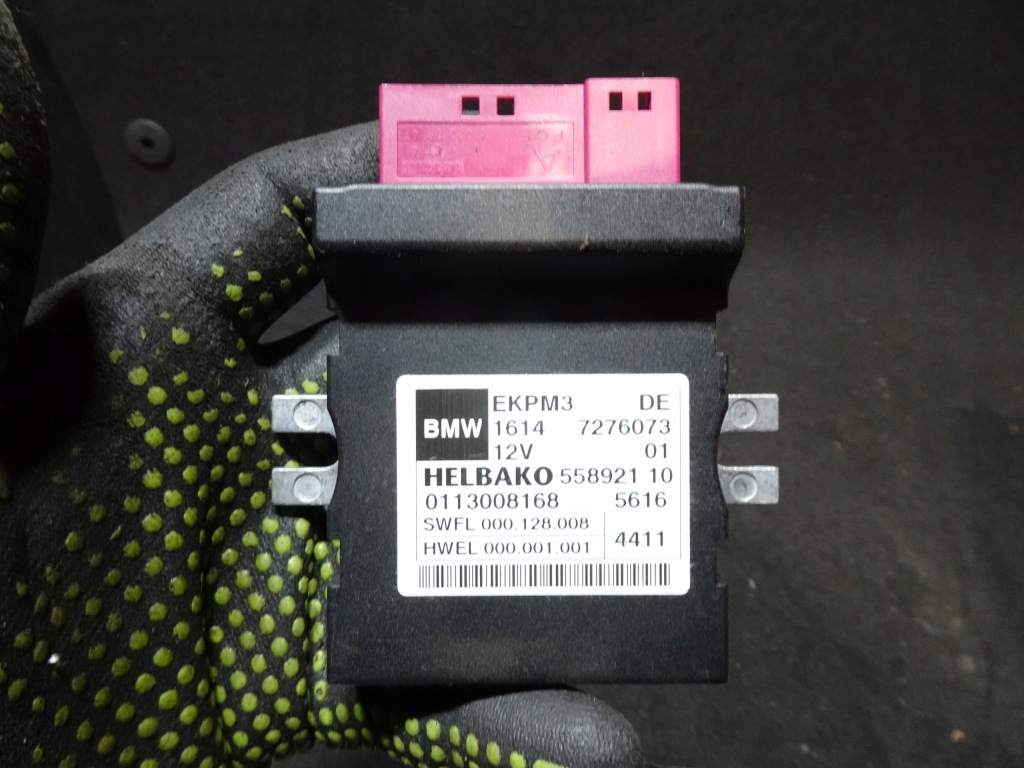 BMW EKPM3 DE
1614 7276073
12V 01
HELBAKO 558921 10
0113008168 5616
SWFL 000.128.008
HWEL 000.001.001 4411